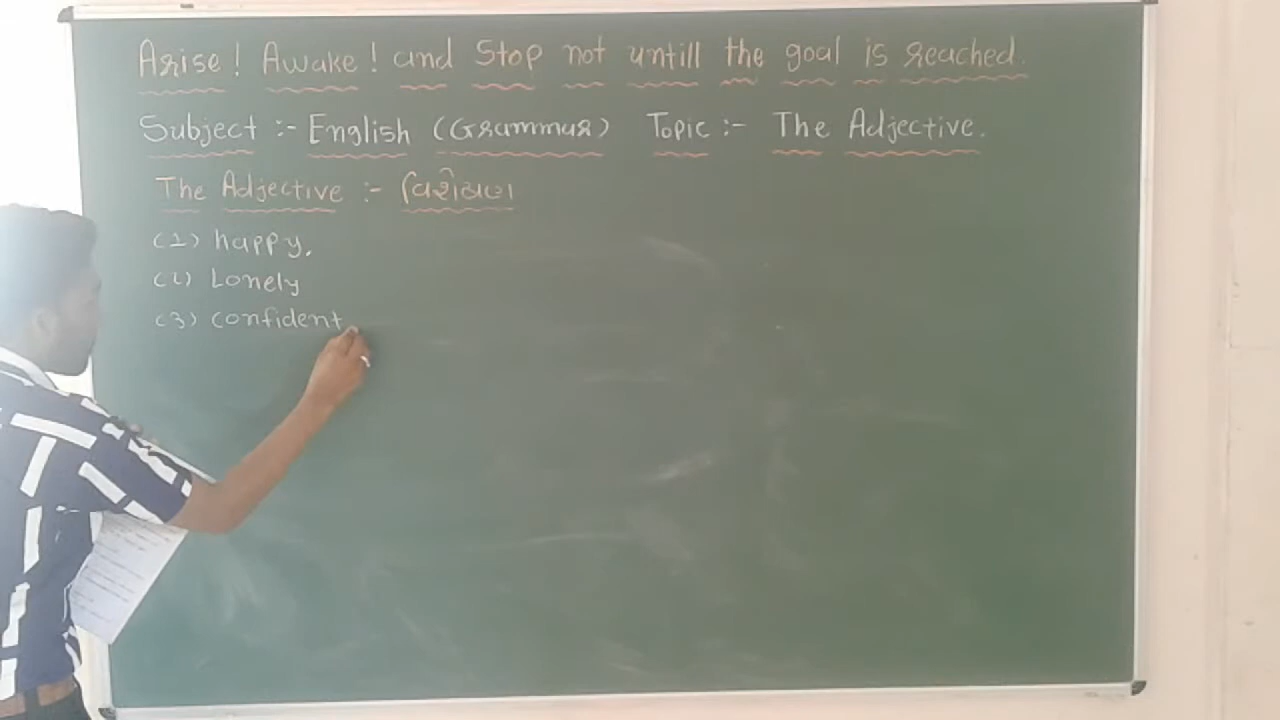 Arise! Awake! and Stop not untill the goal is reached.
Subject :- English (Grammar) Topic :- The Adjective.
The Adjective :- વિશેષણ
(1) happy.
(2) Lonely
(3) confident